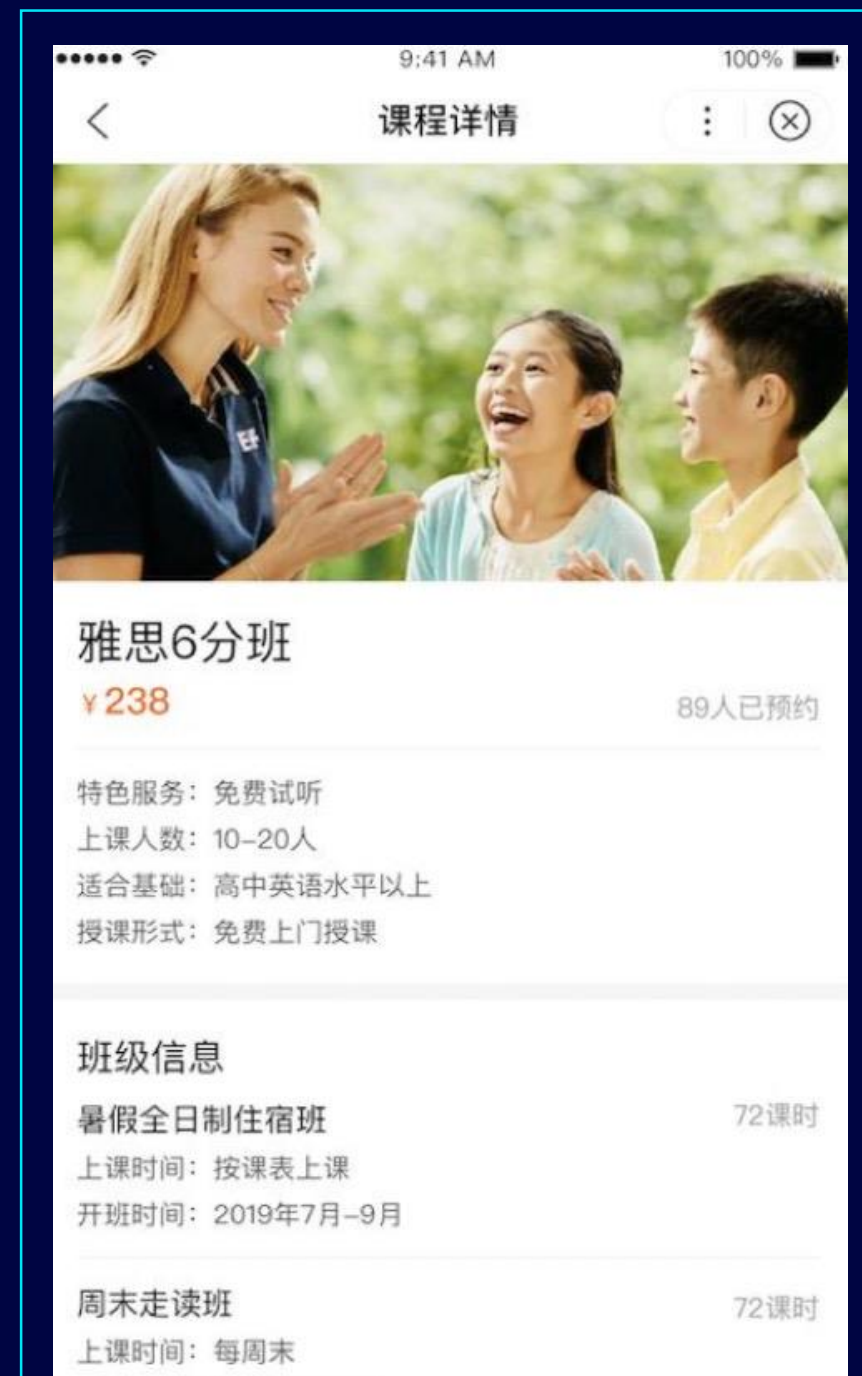 9:41 AM
100%
课程详情
EF
雅思6分班
¥238
89人已预约
特色服务：免费试听
上课人数：10-20人
适合基础：高中英语水平以上
授课形式：免费上门授课
班级信息
暑假全日制住宿班
72课时
上课时间：按课表上课
开班时间：2019年7月-9月
周末走读班
72课时
上课时间：每周末